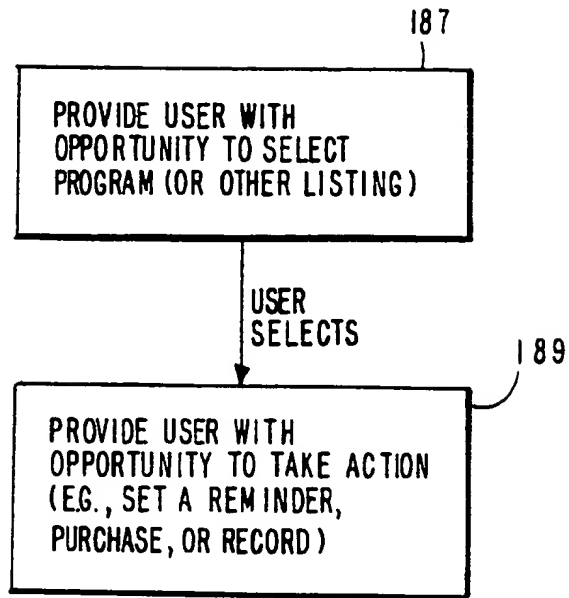 187
PROVIDE USER WITH
OPPORTUNITY TO SELECT
PROGRAM (OR OTHER LISTING)
USER
SELECTS
189
PROVIDE USER WITH
OPPORTUNITY TO TAKE ACTION
(E.G., SET A REMINDER,
PURCHASE, OR RECORD)